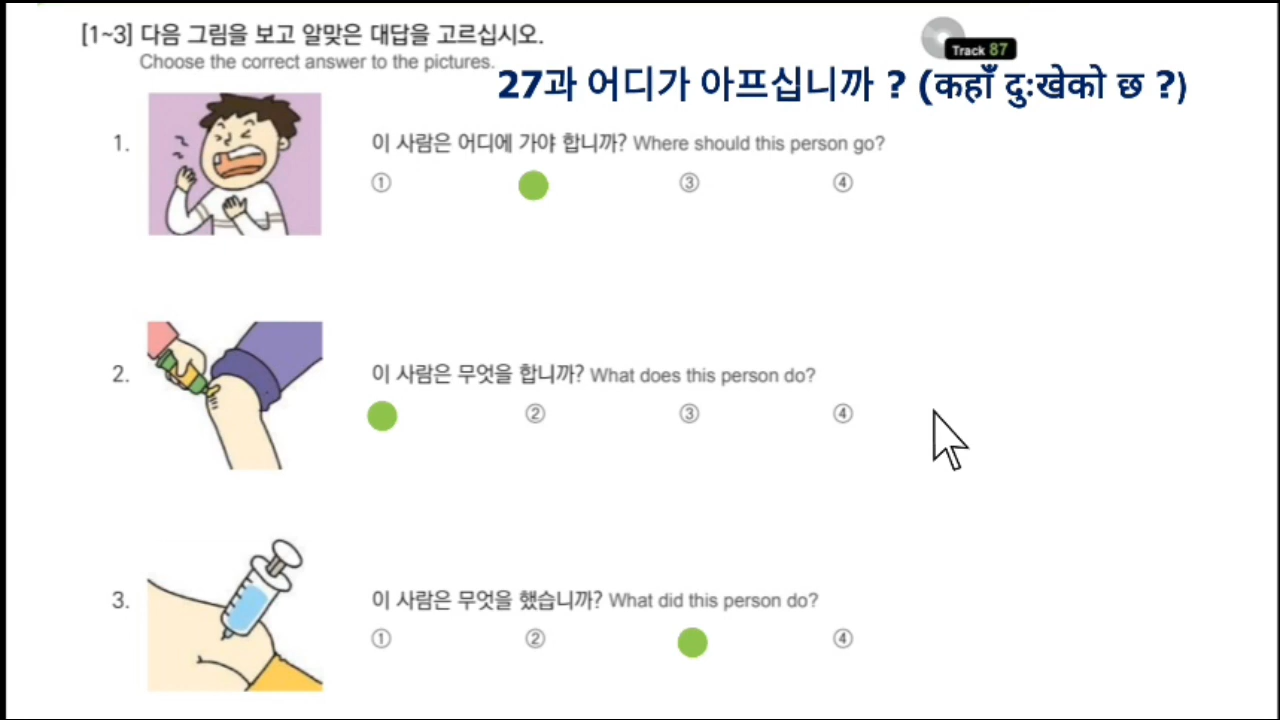 [1~3] 다음 그림을 보고 알맞은 대답을 고르십시오.
Choose the correct answer to the pictures.
Track 87
27과 어디가 아프십니까 ? (कहाँ दुःखेको छ ?)
1.
이 사람은 어디에 가야 합니까? Where should this person go?
① ③ ④
2.
이 사람은 무엇을 합니까? What does this person do?
② ③ ④
3.
이 사람은 무엇을 했습니까? What did this person do?
① ② ④